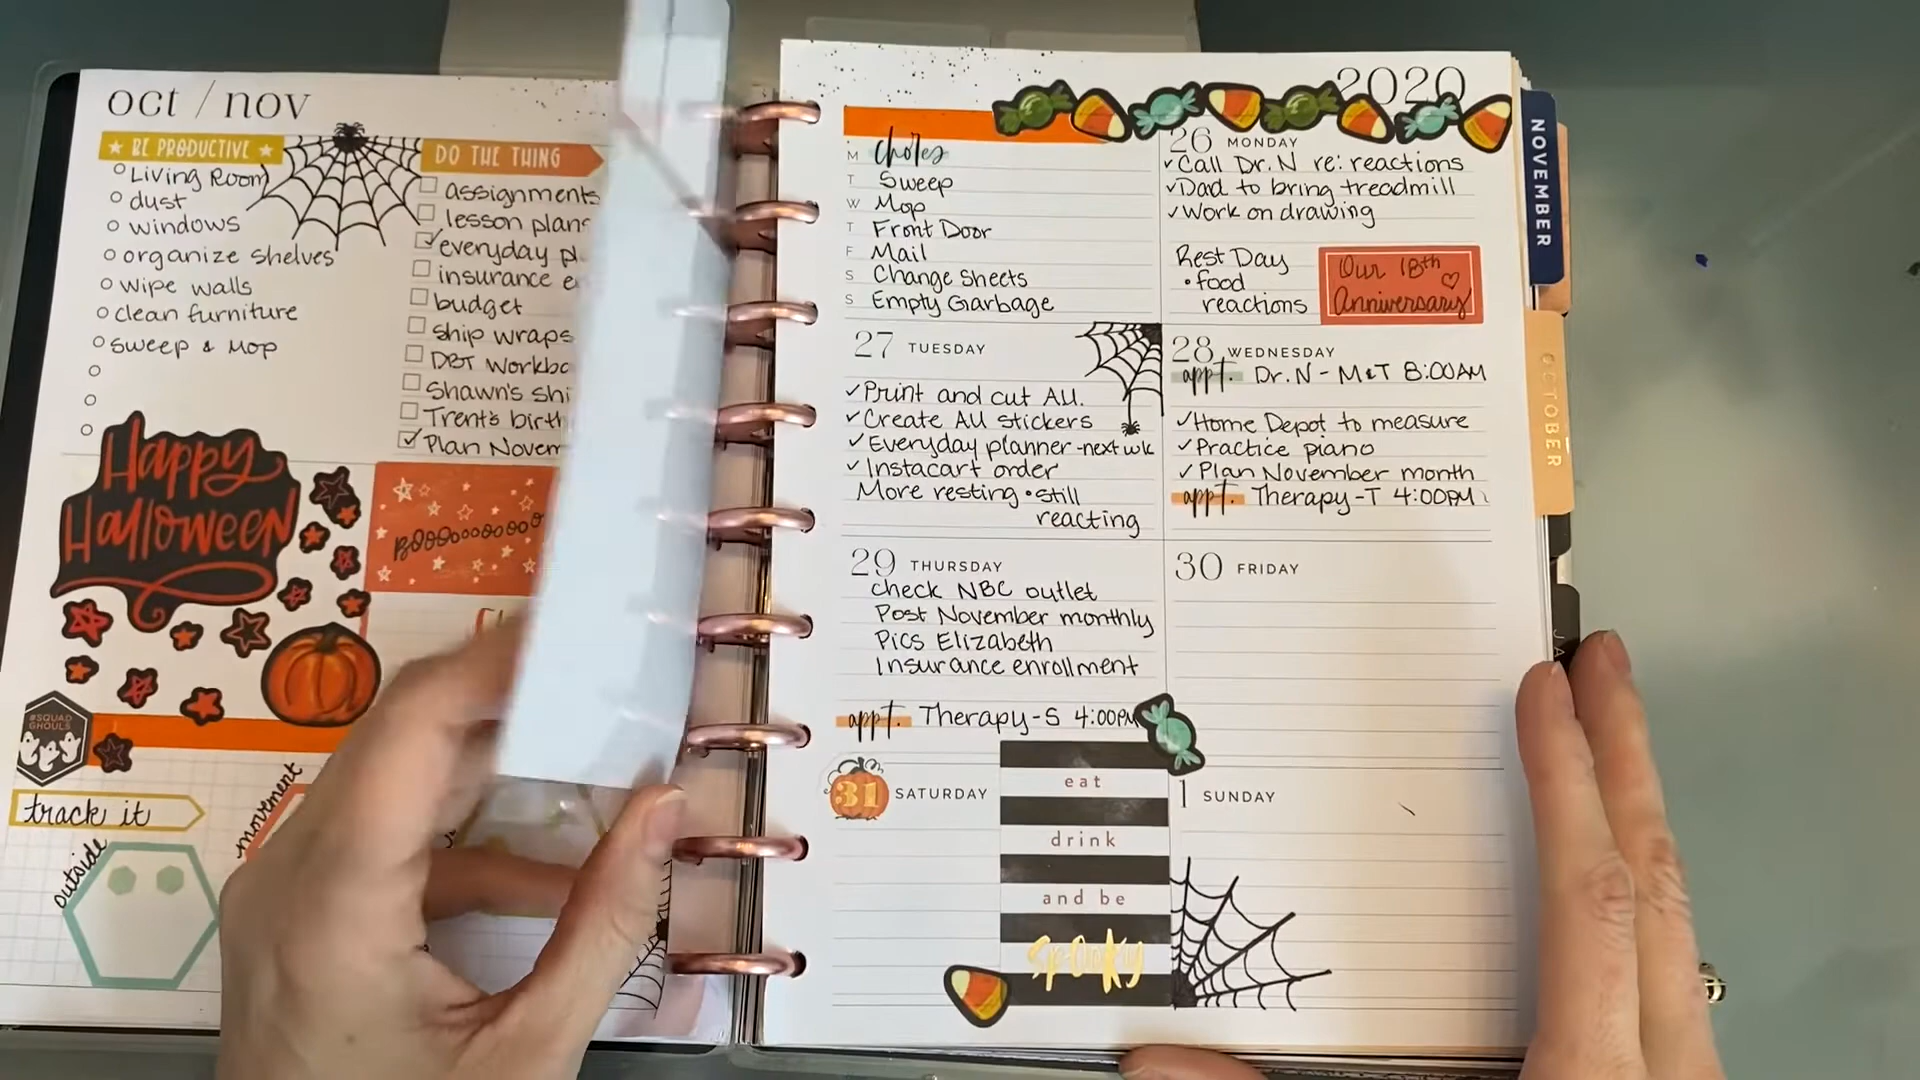 oct / nov
BE PRODUCTIVE
Living Room
dust
windows
organize shelves
wipe walls
clean furniture
Sweep & Mop
DO THE THING
assignments
lesson plans
everyday
insurance
budget
ship wraps
DBT
Shawn's
Trent's
Plan
Happy
Halloween
#SQUAD
GHOULS
track it
outside
movement
2020
M chores
T Sweep
W Mop
T Front Door
F Mail
S Change Sheets
S Empty Garbage
26 MONDAY
✓Call Dr. N re: reactions
✓Dad to bring treadmill
✓Work on drawing
Rest Day
•food
reactions
Our 18th
Anniversary
27 TUESDAY
✓Print and cut AU.
✓Create AU stickers
✓Everyday planner -next wk
✓Instacart order
More resting •still
reacting
28 WEDNESDAY
appt. Dr. N - M&T 8:00AM
✓Home Depot to measure
✓Practice piano
✓Plan November month
appt. Therapy-T 4:00PM
29 THURSDAY
check NBC outlet
Post November monthly
Pics Elizabeth
Insurance enrollment
appt. Therapy-S 4:00PM
30 FRIDAY
31 SATURDAY
eat
drink
and be
spooky
1 SUNDAY
NOVEMBER
OCTOBER
JA